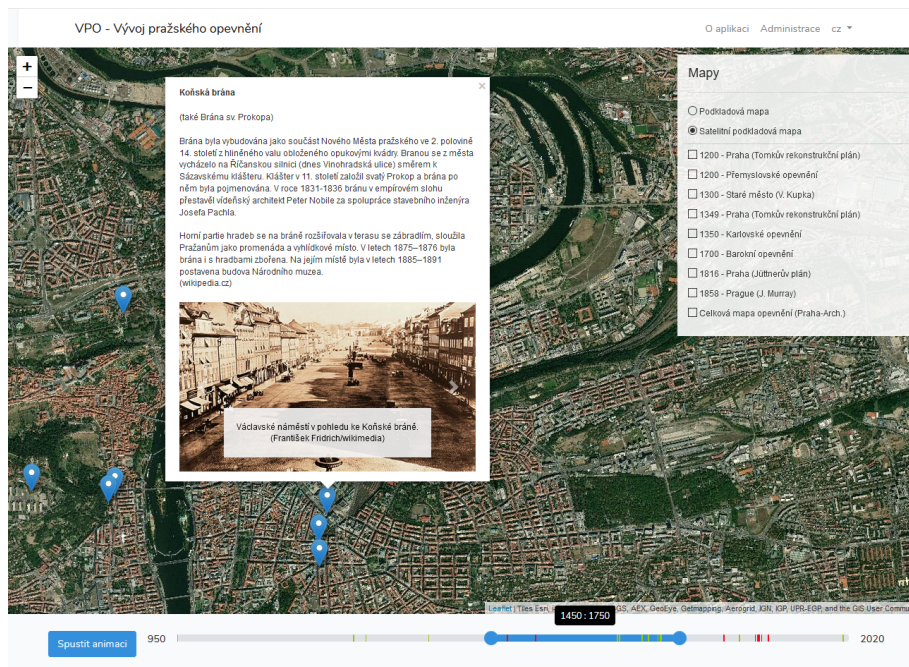 VPO - Vývoj pražského opevnění
O aplikaci Administrace cz
+
−
Koňská brána
×
(také Brána sv. Prokopa)
Brána byla vybudována jako součást Nového Města pražského ve 2. polovině
14. století z hliněného valu obloženého opukovými kvádry. Branou se z města
vycházelo na Říčanskou silnici (dnes Vinohradská ulice) směrem k
Sázavskému klášteru. Klášter v 11. století založil svatý Prokop a brána po
něm byla pojmenována. V roce 1831-1836 bránu v empírovém slohu
přestavěl vídeňský architekt Peter Nobile za spolupráce stavebního inženýra
Josefa Pachla.
Horní partie hradeb se na bráně rozšiřovala v terasu se zábradlím, sloužila
Pražanům jako promenáda a vyhlídkové místo. V letech 1875–1876 byla
brána i s hradbami zbořena. Na jejím místě byla v letech 1885–1891
postavena budova Národního muzea.
(wikipedia.cz)
Václavské náměstí v pohledu ke Koňské bráně.
(František Fridrich/wikimedia)
Mapy
Podkladová mapa
Satelitní podkladová mapa
1200 - Praha (Tomkův rekonstrukční plán)
1200 - Přemyslovské opevnění
1300 - Staré město (V. Kupka)
1349 - Praha (Tomkův rekonstrukční plán)
1350 - Karlovské opevnění
1700 - Barokní opevnění
1816 - Praha (Jüttnerův plán)
1858 - Prague (J. Murray)
Celková mapa opevnění (Praha-Arch.)
Leaflet | Tiles Esri, GS, AEX, GeoEye, Getmapping, Aerogrid, IGN, IGP, UPR-EGP, and the GIS User Commu
1450 : 1750
Spustit animaci
950
2020